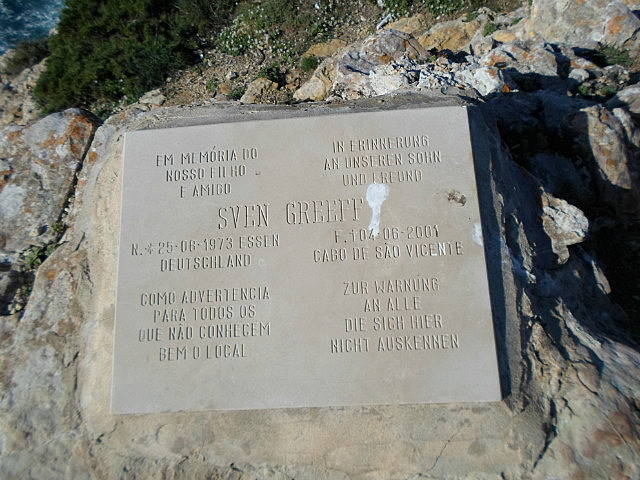 EM MEMÓRIA DO
NOSSO FILHO
E AMIGO
IN ERINNERUNG
AN UNSEREN SOHN
UND FREUND
SVEN GREEFF
N.*25-08-1973 ESSEN
DEUTSCHLAND
F.†04-06-2001
CABO DE SÃO VICENTE
COMO ADVERTENCIA
PARA TODOS OS
QUE NÃO CONHECEM
BEM O LOCAL
ZUR WARNUNG
AN ALLE
DIE SICH HIER
NICHT AUSKENNEN